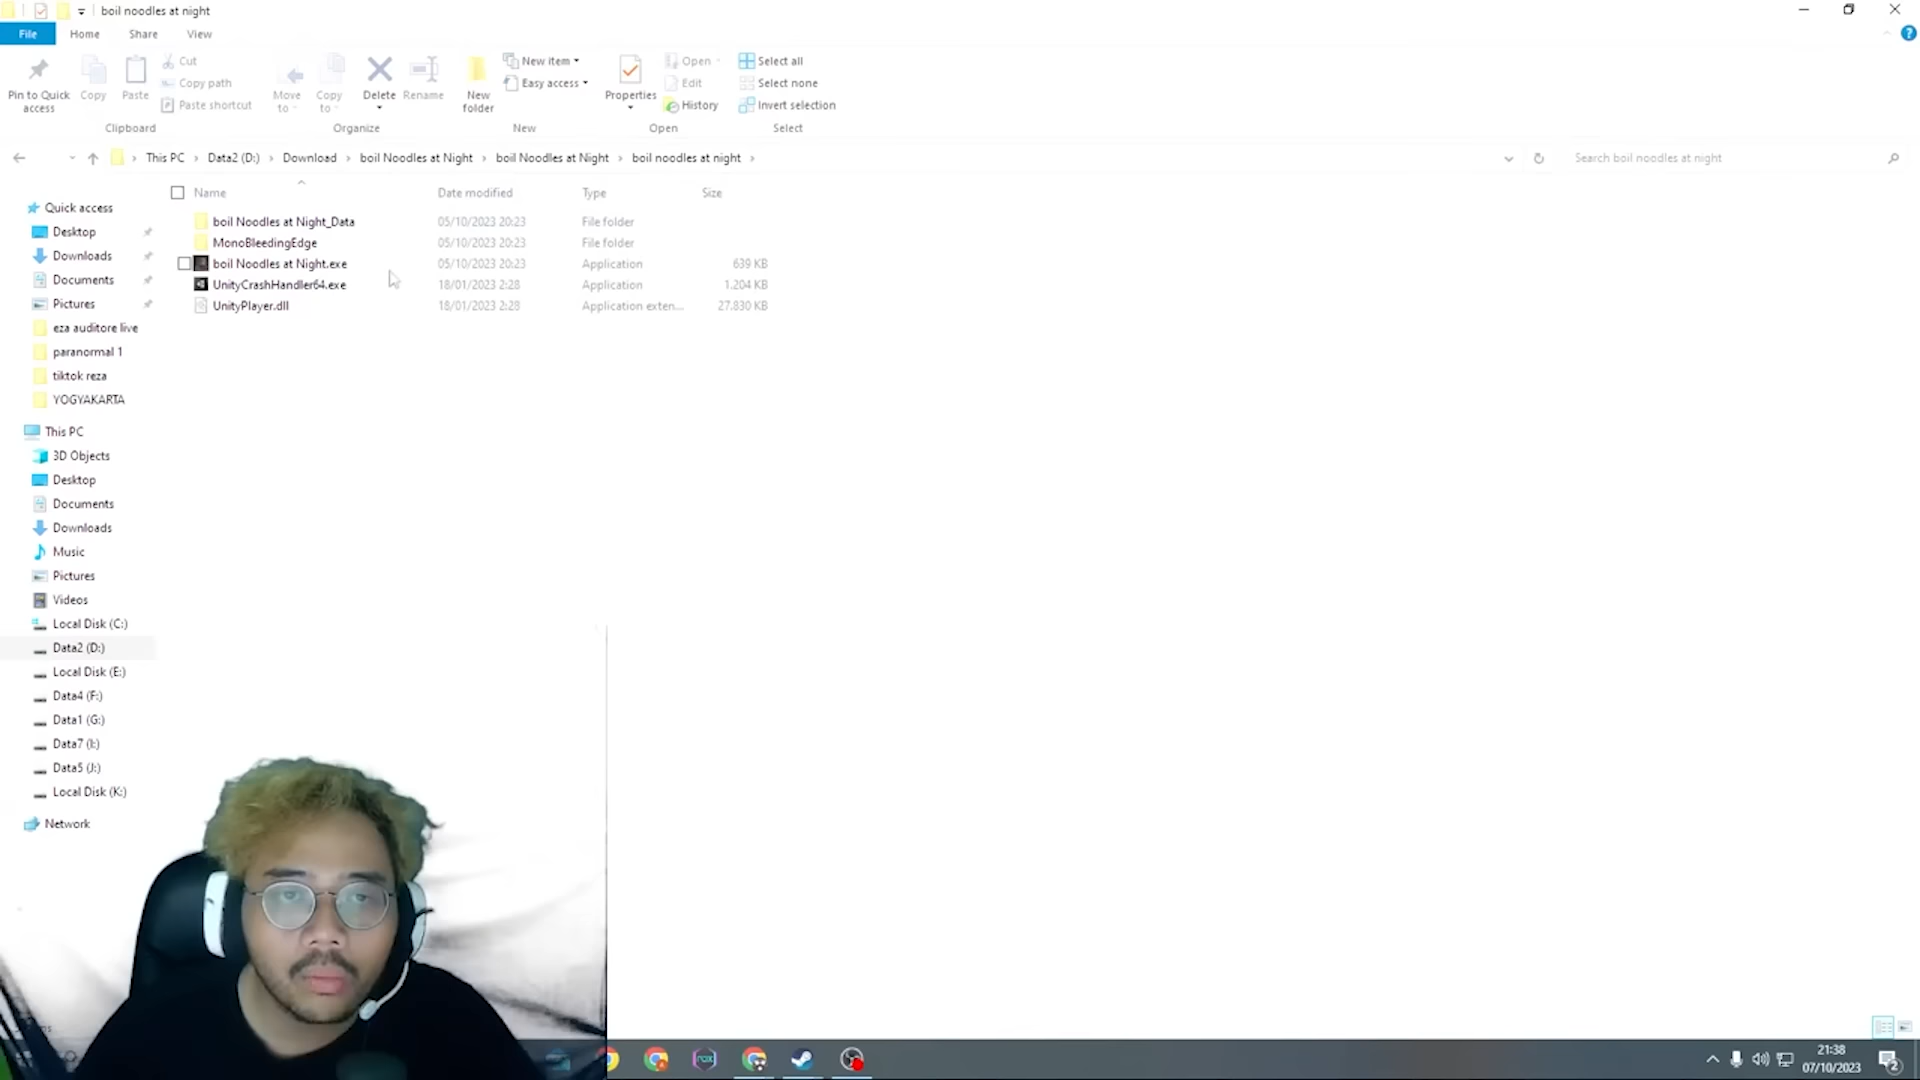 boil noodles at night
File Home Share View
Pin to Quick access
Copy
Paste
Cut
Copy path
Paste shortcut
Move to
Copy to
Delete
Rename
New folder
New item
Easy access
Properties
Open
Edit
History
Select all
Select none
Invert selection
Clipboard Organize New Open Select
This PC Data2 (D:) Download boil Noodles at Night boil Noodles at Night boil noodles at night
Search boil noodles at night
Name Date modified Type Size
boil Noodles at Night_Data 05/10/2023 20:23 File folder
MonoBleedingEdge 05/10/2023 20:23 File folder
boil Noodles at Night.exe 05/10/2023 20:23 Application 639 KB
UnityCrashHandler64.exe 18/01/2023 2:28 Application 1.204 KB
UnityPlayer.dll 18/01/2023 2:28 Application exten... 27.830 KB
Quick access
Desktop
Downloads
Documents
Pictures
eza auditore live
paranormal 1
tiktok reza
YOGYAKARTA
This PC
3D Objects
Desktop
Documents
Downloads
Music
Pictures
Videos
Local Disk (C:)
Data2 (D:)
Local Disk (E:)
Data4 (F:)
Data1 (G:)
Data7 (I:)
Data5 (J:)
Local Disk (K:)
Network
rox
21:38
07/10/2023
2